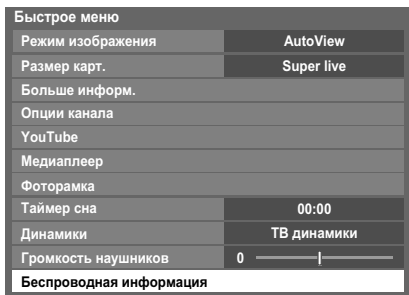 Быстрое меню
Режим изображения AutoView
Размер карт. Super live
Больше информ.
Опции канала
YouTube
Медиаплеер
Фоторамка
Таймер сна 00:00
Динамики ТВ динамики
Громкость наушников 0
Беспроводная информация